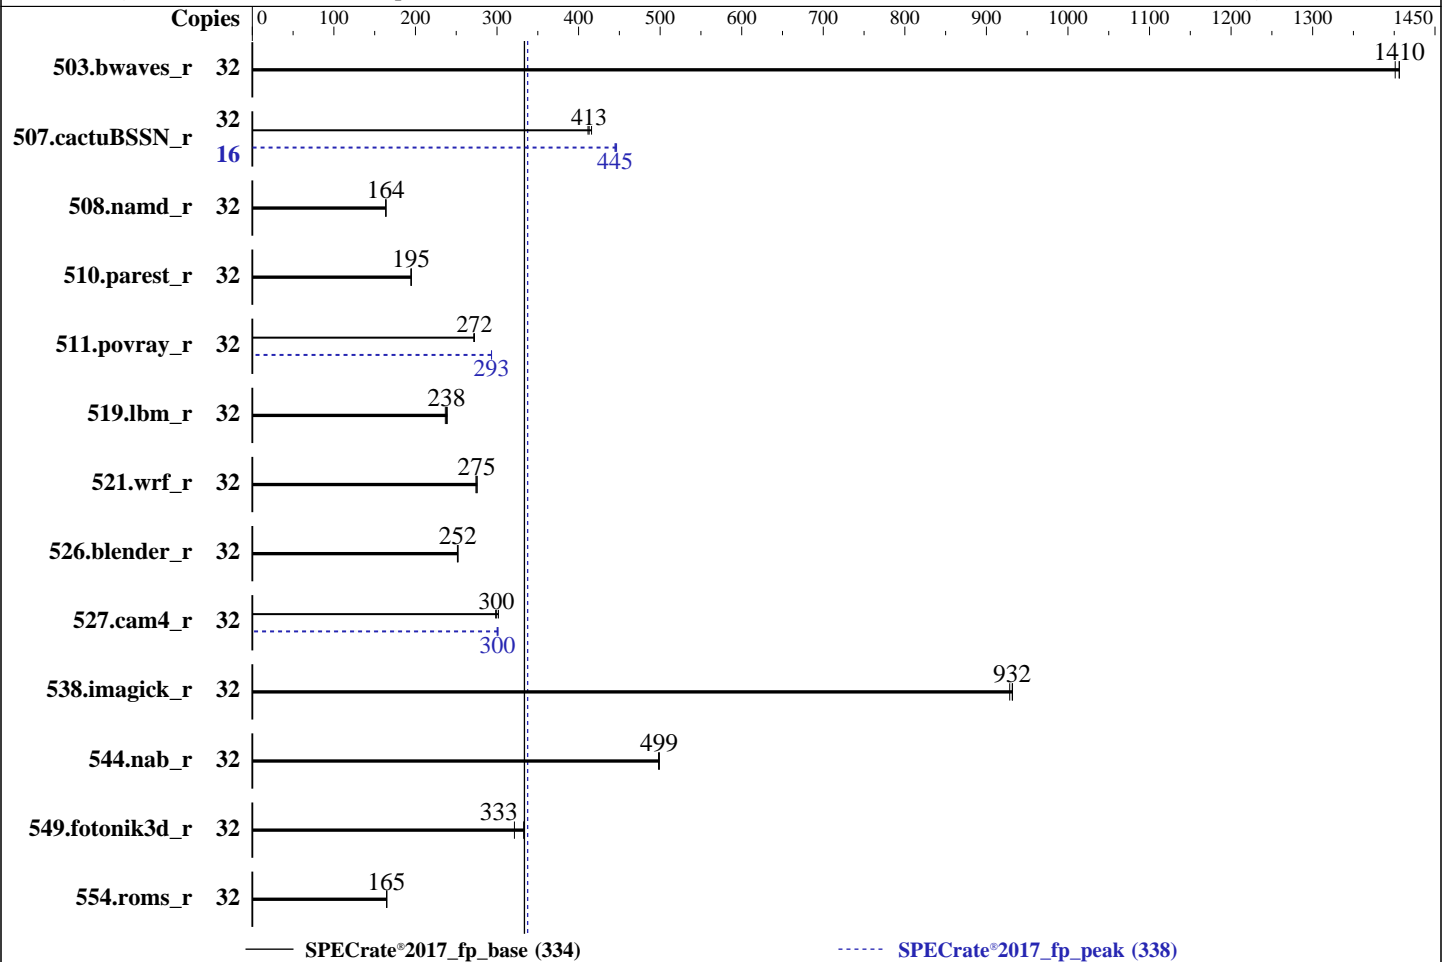 Copies 0 100 200 300 400 500 600 700 800 900 1000 1100 1200 1300 1450
503.bwaves_r 32 1410
507.cactuBSSN_r 32 413
16 445
508.namd_r 32 164
510.parest_r 32 195
511.povray_r 32 272
293
519.lbm_r 32 238
521.wrf_r 32 275
526.blender_r 32 252
527.cam4_r 32 300
300
538.imagick_r 32 932
544.nab_r 32 499
549.fotonik3d_r 32 333
554.roms_r 32 165
SPECrate®2017_fp_base (334) SPECrate®2017_fp_peak (338)